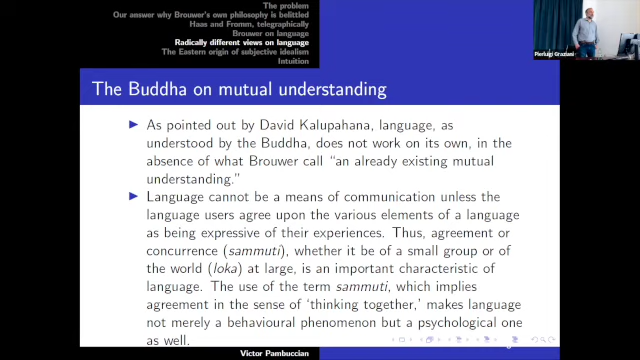 The problem
Our answer why Brouwer's own philosophy is belittled
Haas and Fromm, telegraphically
Brouwer on language
Radically different views on language
The Eastern origin of subjective idealism
Intuition
Pierluigi Graziani
The Buddha on mutual understanding
As pointed out by David Kalupahana, language, as
understood by the Buddha, does not work on its own, in the
absence of what Brouwer call "an already existing mutual
understanding."
Language cannot be a means of communication unless the
language users agree upon the various elements of a language
as being expressive of their experiences. Thus, agreement or
concurrence (sammuti), whether it be of a small group or of
the world (loka) at large, is an important characteristic of
language. The use of the term sammuti, which implies
agreement in the sense of 'thinking together,' makes language
not merely a behavioural phenomenon but a psychological one
as well.
Victor Pambuccian